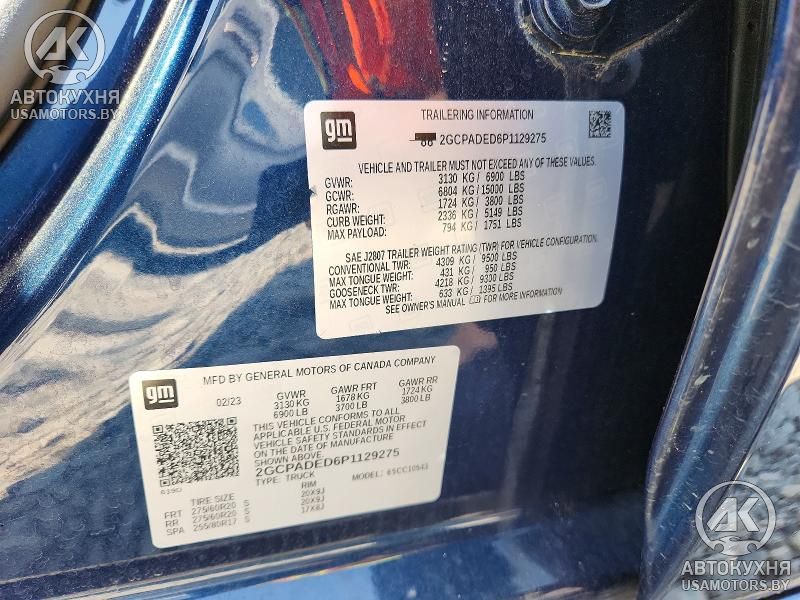 AK
АВТОКУХНЯ
USAMOTORS.BY
gm
TRAILERING INFORMATION
2GCPADED6P1129275
VEHICLE AND TRAILER MUST NOT EXCEED ANY OF THESE VALUES.
GVWR: 3130 KG/ 6900 LBS
GCWR: 6804 KG/15000 LBS
RGAWR: 1724 KG/ 3800 LBS
CURB WEIGHT: 2336 KG/ 5149 LBS
MAX PAYLOAD: 794 KG/ 1751 LBS
SAE J2807 TRAILER WEIGHT RATING (TWR) FOR VEHICLE CONFIGURATION.
CONVENTIONAL TWR: 4309 KG/ 9500 LBS
MAX TONGUE WEIGHT: 431 KG/ 950 LBS
GOOSENECK TWR: 4218 KG/ 9300 LBS
MAX TONGUE WEIGHT: 633 KG/ 1395 LBS
SEE OWNER'S MANUAL FOR MORE INFORMATION
gm
MFD BY GENERAL MOTORS OF CANADA COMPANY
02/23 GVWR GAWR FRT GAWR RR
3130 KG 1678 KG 1724 KG
6900 LB 3700 LB 3800 LB
THIS VEHICLE CONFORMS TO ALL
APPLICABLE U.S. FEDERAL MOTOR
VEHICLE SAFETY STANDARDS IN EFFECT
ON THE DATE OF MANUFACTURE
SHOWN ABOVE.
2GCPADED6P1129275
TYPE: TRUCK MODEL: 65CC10543
TIRE SIZE RIM
FRT 275/60R20 S 20X9J
RR 275/60R20 S 20X9J
SPA 255/80R17 S 17X8J
AK
АВТОКУХНЯ
USAMOTORS.BY